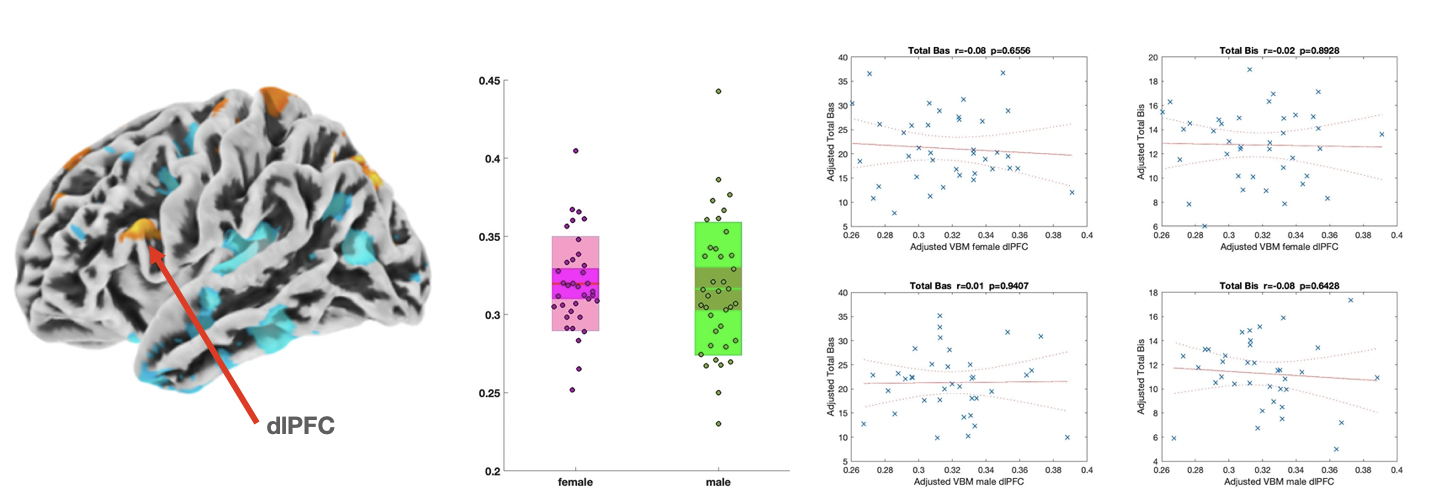 dlPFC
0.45
0.4
0.35
0.3
0.25
0.2
female male
Total Bas r=-0.08 p=0.6556
Adjusted Total Bas
40
35
30
25
20
15
10
5
0.26 0.28 0.3 0.32 0.34 0.36 0.38 0.4
Adjusted VBM female dlPFC
Total Bis r=-0.02 p=0.8928
Adjusted Total Bis
20
18
16
14
12
10
8
6
0.26 0.28 0.3 0.32 0.34 0.36 0.38 0.4
Adjusted VBM female dlPFC
Total Bas r=0.01 p=0.9407
Adjusted Total Bas
40
35
30
25
20
15
10
5
0.26 0.28 0.3 0.32 0.34 0.36 0.38 0.4
Adjusted VBM male dlPFC
Total Bis r=-0.08 p=0.6428
Adjusted Total Bis
18
16
14
12
10
8
6
4
0.26 0.28 0.3 0.32 0.34 0.36 0.38 0.4
Adjusted VBM male dlPFC